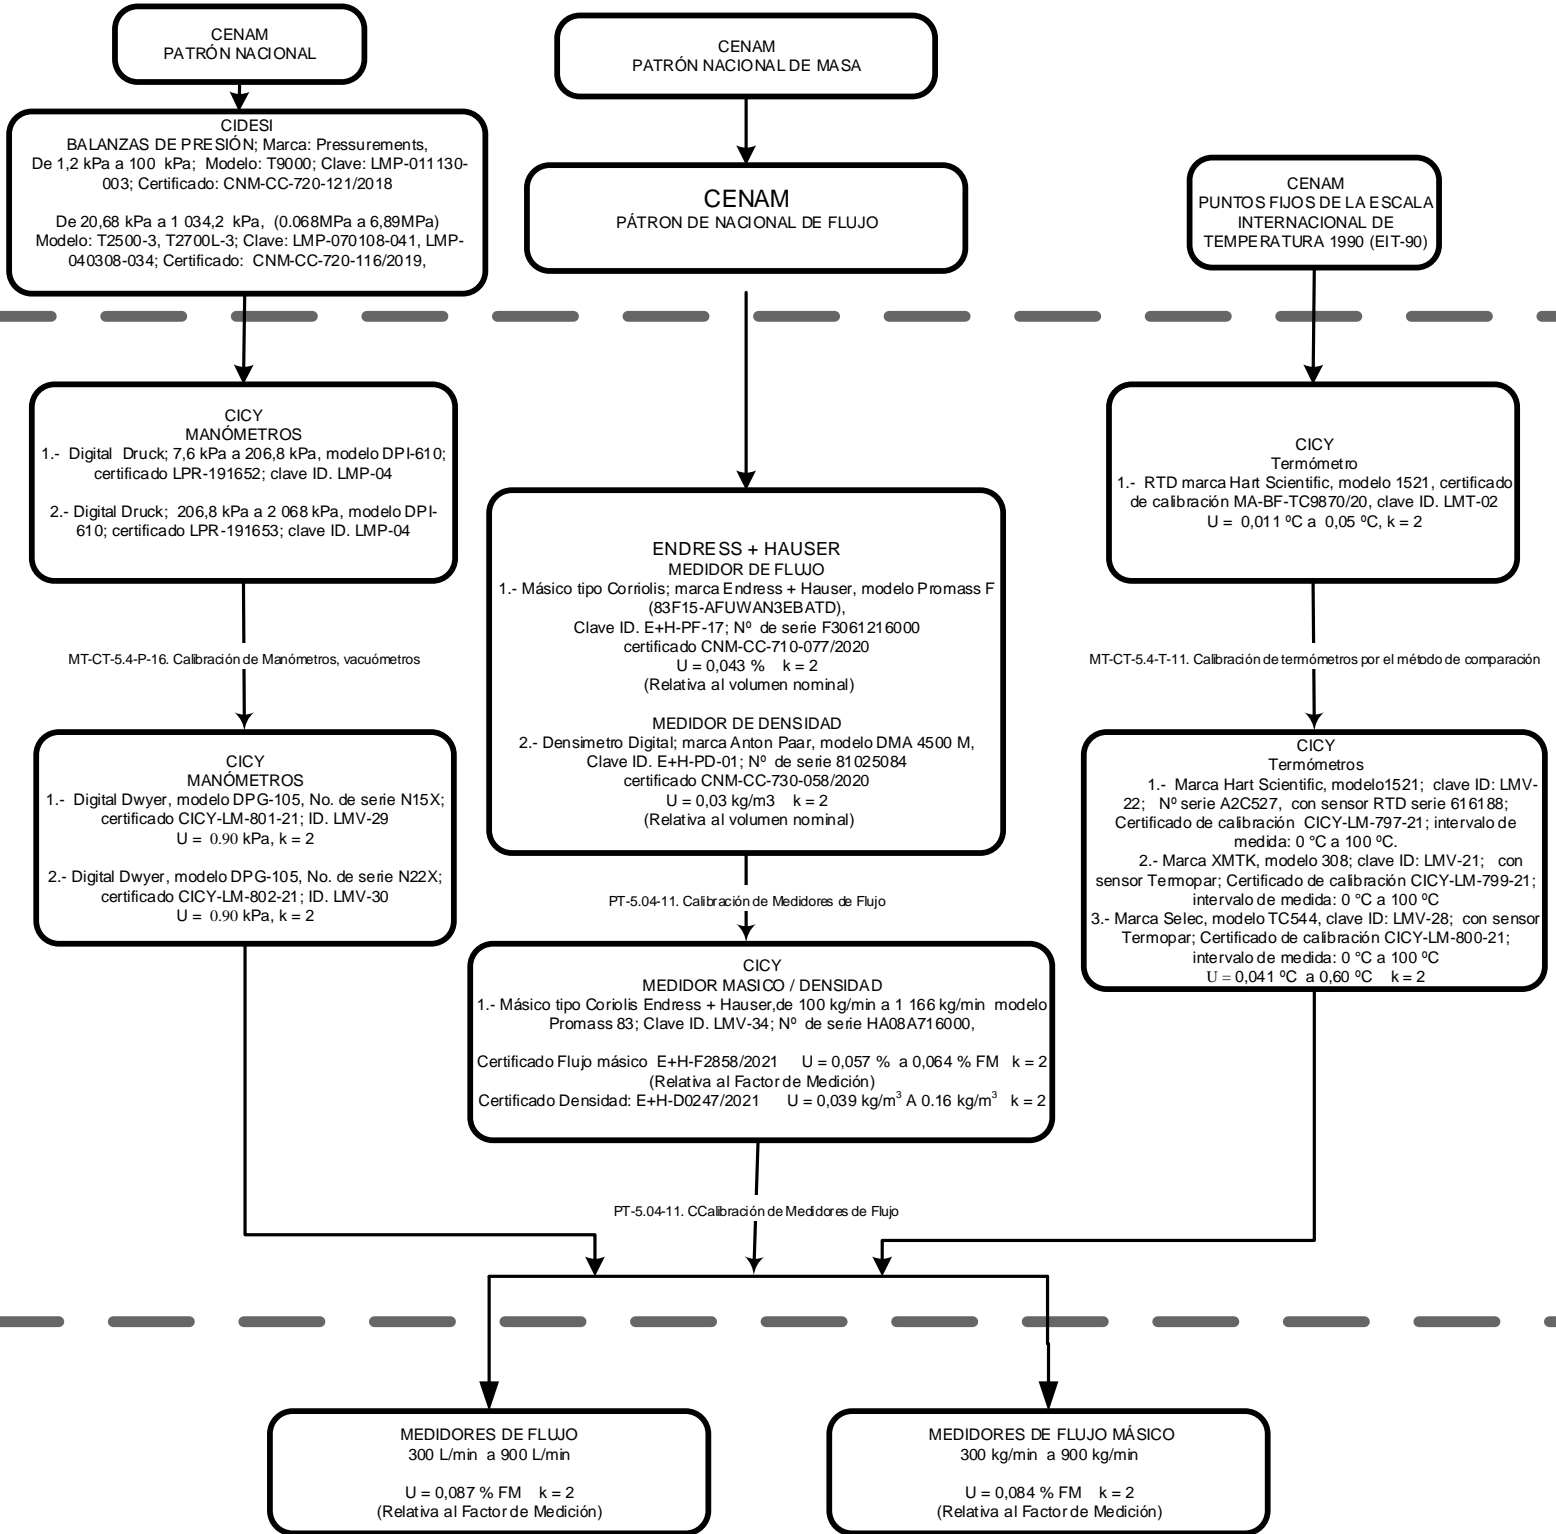 CENAM
PATRÓN NACIONAL
CENAM
PATRÓN NACIONAL DE MASA
CIDESI
BALANZAS DE PRESIÓN; Marca: Pressurements,
De 1,2 kPa a 100 kPa; Modelo: T9000; Clave: LMP-011130-
003; Certificado: CNM-CC-720-121/2018
De 20,68 kPa a 1 034,2 kPa, (0.068MPa a 6,89MPa)
Modelo: T2500-3, T2700L-3; Clave: LMP-070108-041, LMP-
040308-034; Certificado: CNM-CC-720-116/2019,
CENAM
PÁTRON DE NACIONAL DE FLUJO
CENAM
PUNTOS FIJOS DE LA ESCALA
INTERNACIONAL DE
TEMPERATURA 1990 (EIT-90)
CICY
MANÓMETROS
1.- Digital Druck; 7,6 kPa a 206,8 kPa, modelo DPI-610;
certificado LPR-191652; clave ID. LMP-04
2.- Digital Druck; 206,8 kPa a 2 068 kPa, modelo DPI-
610; certificado LPR-191653; clave ID. LMP-04
CICY
Termómetro
1.- RTD marca Hart Scientific, modelo 1521, certificado
de calibración MA-BF-TC9870/20, clave ID. LMT-02
U = 0,011 ºC a 0,05 ºC, k = 2
ENDRESS + HAUSER
MEDIDOR DE FLUJO
1.- Másico tipo Corriolis; marca Endress + Hauser, modelo Promass F
(83F15-AFUWAN3EBATD),
Clave ID. E+H-PF-17; Nº de serie F3061216000
certificado CNM-CC-710-077/2020
U = 0,043 % k = 2
(Relativa al volumen nominal)
MEDIDOR DE DENSIDAD
2.- Densimetro Digital; marca Anton Paar, modelo DMA 4500 M,
Clave ID. E+H-PD-01; Nº de serie 81025084
certificado CNM-CC-730-058/2020
U = 0,03 kg/m3 k = 2
(Relativa al volumen nominal)
MT-CT-5.4-P-16. Calibración de Manómetros, vacuómetros
MT-CT-5.4-T-11. Calibración de termómetros por el método de comparación
CICY
MANÓMETROS
1.- Digital Dwyer, modelo DPG-105, No. de serie N15X;
certificado CICY-LM-801-21; ID. LMV-29
U = 0.90 kPa, k = 2
2.- Digital Dwyer, modelo DPG-105, No. de serie N22X;
certificado CICY-LM-802-21; ID. LMV-30
U = 0.90 kPa, k = 2
CICY
Termómetros
1.- Marca Hart Scientific, modelo1521; clave ID: LMV-
22; Nº serie A2C527, con sensor RTD serie 616188;
Certificado de calibración CICY-LM-797-21; intervalo de
medida: 0 °C a 100 ºC.
2.- Marca XMTK, modelo 308; clave ID: LMV-21; con
sensor Termopar; Certificado de calibración CICY-LM-799-21;
intervalo de medida: 0 °C a 100 ºC
3.- Marca Selec, modelo TC544, clave ID: LMV-28; con sensor
Termopar; Certificado de calibración CICY-LM-800-21;
intervalo de medida: 0 °C a 100 ºC
U = 0,041 ºC a 0,60 ºC k = 2
PT-5.04-11. Calibración de Medidores de Flujo
CICY
MEDIDOR MASICO / DENSIDAD
1.- Másico tipo Coriolis Endress + Hauser,de 100 kg/min a 1 166 kg/min modelo
Promass 83; Clave ID. LMV-34; Nº de serie HA08A716000,
Certificado Flujo másico E+H-F2858/2021 U = 0,057 % a 0,064 % FM k = 2
(Relativa al Factor de Medición)
Certificado Densidad: E+H-D0247/2021 U = 0,039 kg/m³ A 0.16 kg/m³ k = 2
PT-5.04-11. CCalibración de Medidores de Flujo
MEDIDORES DE FLUJO
300 L/min a 900 L/min
U = 0,087 % FM k = 2
(Relativa al Factor de Medición)
MEDIDORES DE FLUJO MÁSICO
300 kg/min a 900 kg/min
U = 0,084 % FM k = 2
(Relativa al Factor de Medición)